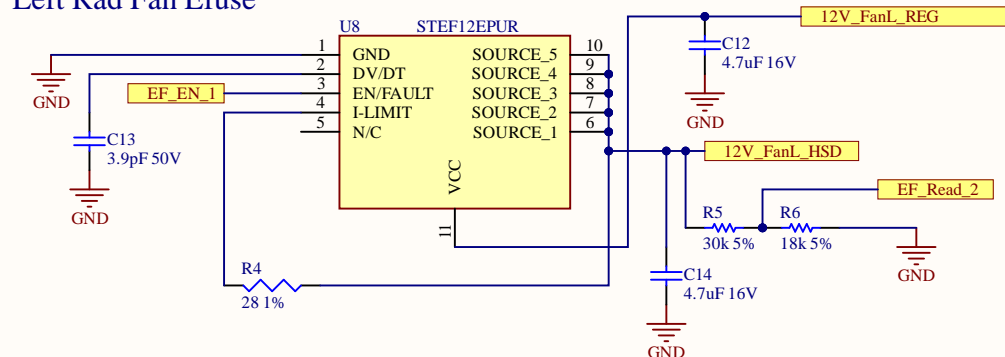 Left Rad Fan Efuse
U8 STEF12EPUR
12V_FanL_REG
C12
4.7uF 16V
GND
1 GND SOURCE_5 10
2 DV/DT SOURCE_4 9
3 EN/FAULT SOURCE_3 8
4 I-LIMIT SOURCE_2 7
5 N/C SOURCE_1 6
VCC
11
GND
EF_EN_1
C13
3.9pF 50V
GND
12V_FanL_HSD
EF_Read_2
R5
30k 5%
R6
18k 5%
GND
R4
28 1%
C14
4.7uF 16V
GND